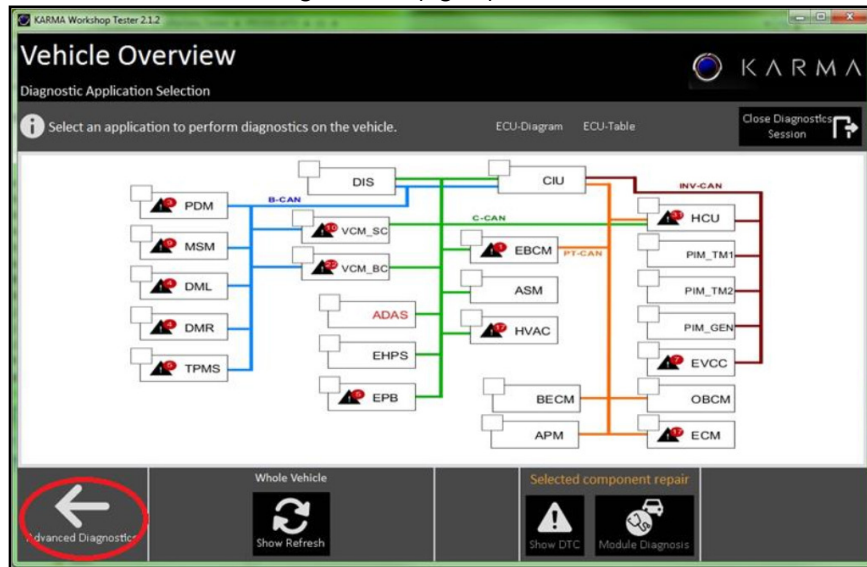 KARMA Workshop Tester 2.1.2
Vehicle Overview
KARMA
Diagnostic Application Selection
Select an application to perform diagnostics on the vehicle.
ECU-Diagram
ECU-Table
Close Diagnostics
Session
DIS
CIU
B-CAN
INV-CAN
C-CAN
PT-CAN
PDM
MSM
DML
DMR
TPMS
VCM_SC
VCM_BC
ADAS
EHPS
EPB
EBCM
ASM
HVAC
BECM
APM
HCU
PIM_TM1
PIM_TM2
PIM_GEN
EVCC
OBCM
ECM
Advanced Diagnostics
Whole Vehicle
Show Refresh
Selected component repair
Show DTC
Module Diagnosis